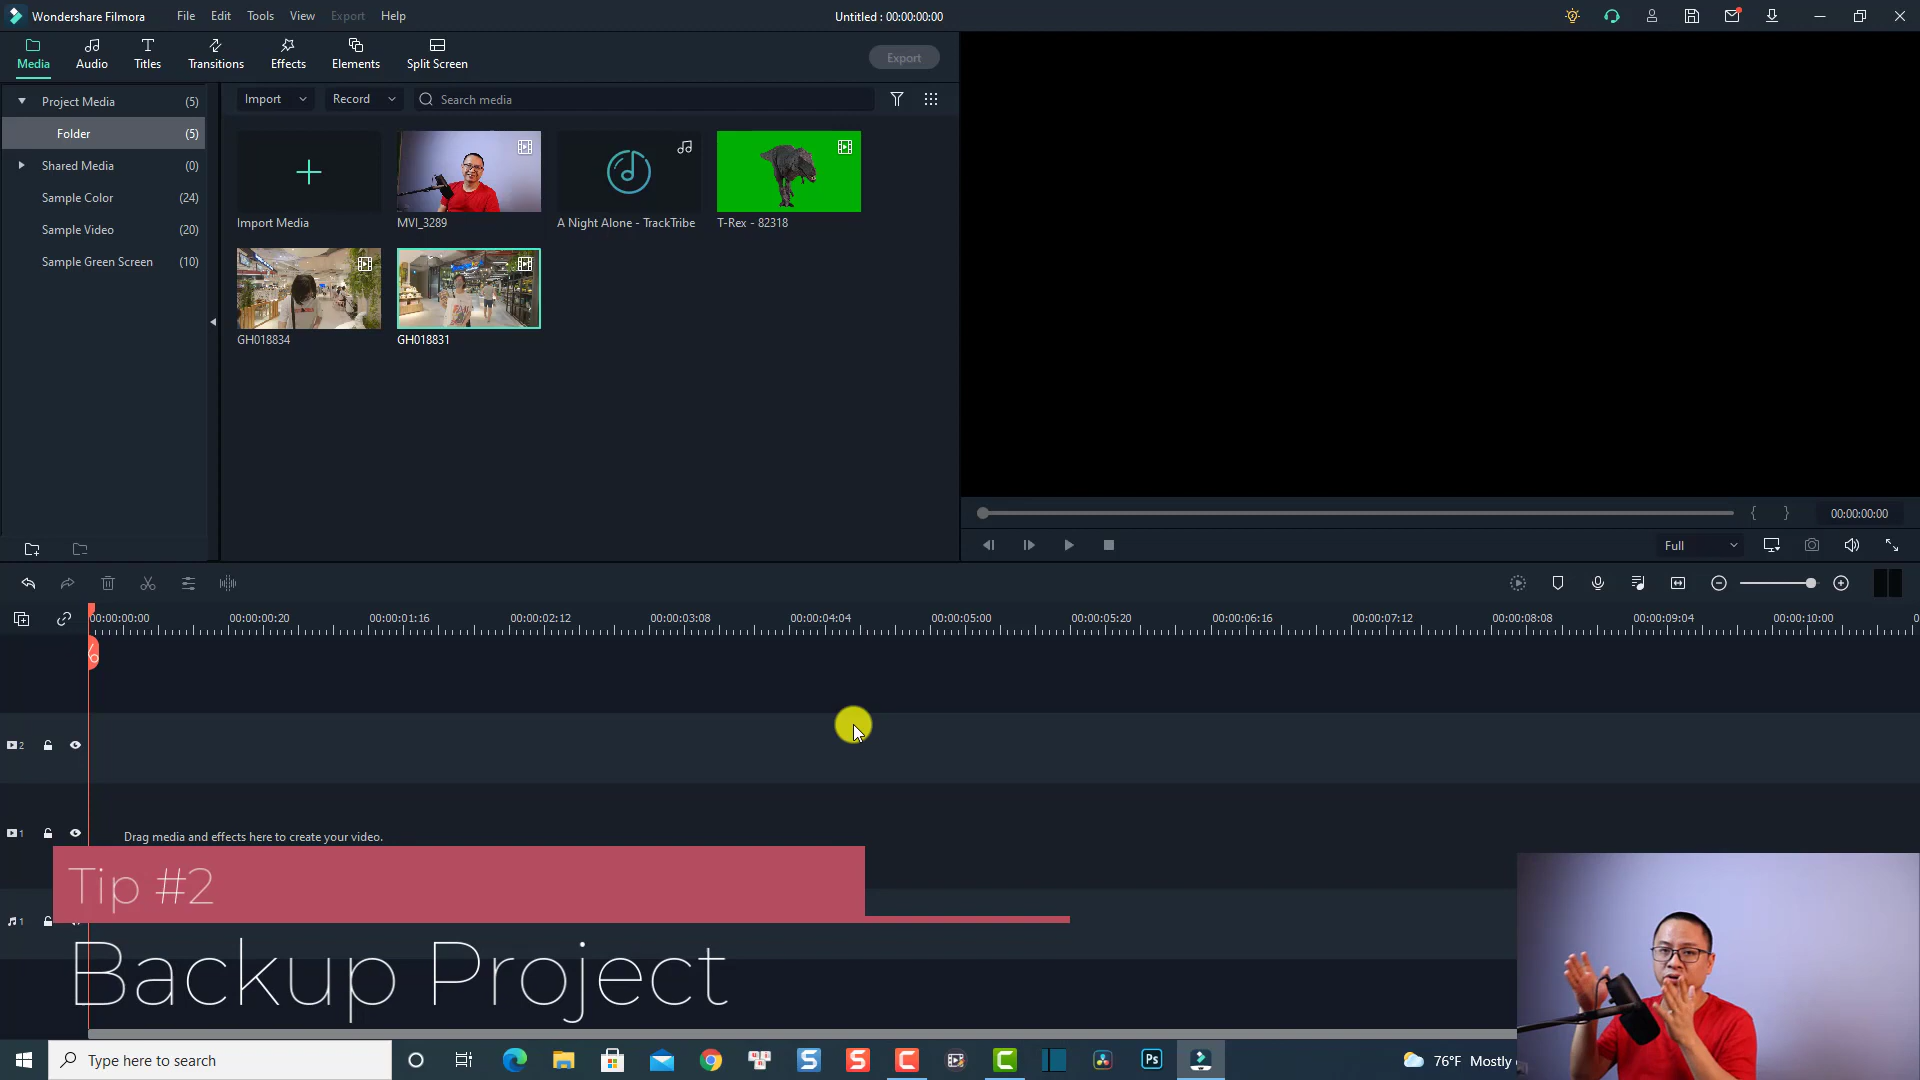 Wondershare Filmora File Edit Tools View Export Help Untitled : 00:00:00:00
Media Audio Titles Transitions Effects Elements Split Screen Export
Project Media (5)
Folder (5)
Shared Media (0)
Sample Color (24)
Sample Video (20)
Sample Green Screen (10)
Import Record Search media
Import Media MVI_3289 A Night Alone - TrackTribe T-Rex - 82318
GH018834 GH018831
{ } 00:00:00:00
Full
00:00:00:00 00:00:00:20 00:00:01:16 00:00:02:12 00:00:03:08 00:00:04:04 00:00:05:00 00:00:05:20 00:00:06:16 00:00:07:12 00:00:08:08 00:00:09:04 00:00:10:00 0
2
1
Drag media and effects here to create your video.
1
Tip #2
Backup Project
Type here to search
Ps
76°F Mostly